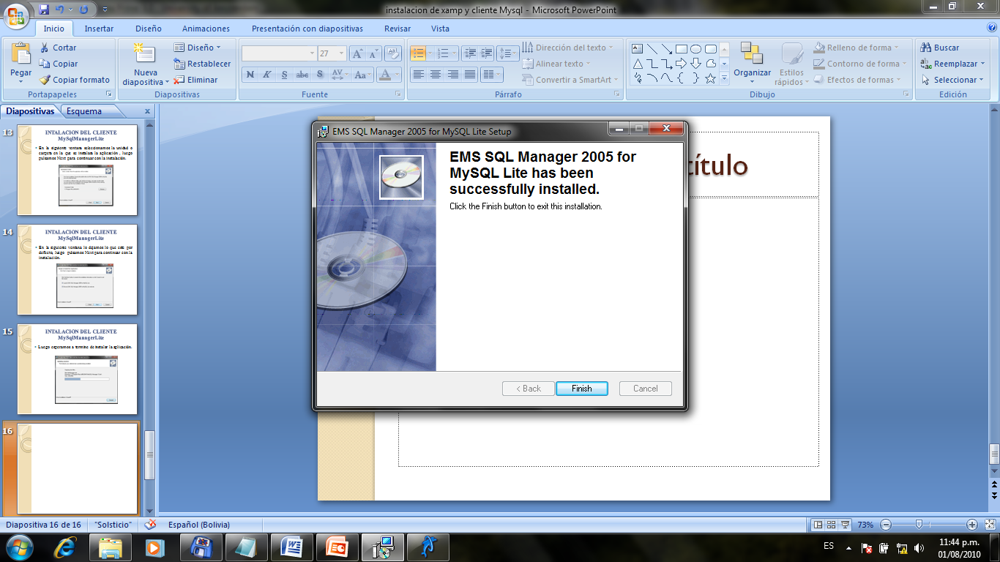 instalacion de xamp y cliente Mysql - Microsoft PowerPoint
Inicio
Insertar
Diseño
Animaciones
Presentación con diapositivas
Revisar
Vista
Pegar
Cortar
Copiar
Copiar formato
Portapapeles
Nueva
diapositiva
Diseño
Restablecer
Eliminar
Diapositivas
27
N K S abc S AV Aa A
Fuente
Dirección del texto
Alinear texto
Convertir a SmartArt
Párrafo
Organizar
Estilos
rápidos
Relleno de forma
Contorno de forma
Efectos de formas
Dibujo
Buscar
Reemplazar
Seleccionar
Edición
Diapositivas
Esquema
13
INTALACION DEL CLIENTE
MySqlManagerLite
En la siguiente ventana seleccionamos la unidad o
carpeta en la que se instalara la aplicación , luego
pulsamos Next para continuar con la instalación.
14
INTALACION DEL CLIENTE
MySqlManagerLite
En la siguiente ventana lo dejamos lo que este por
defecto, luego pulsamos Next para continuar con la
instalación.
15
INTALACION DEL CLIENTE
MySqlManagerLite
Luego esperamos a termine de instalar la aplicación.
16
título
EMS SQL Manager 2005 for MySQL Lite Setup
EMS SQL Manager 2005 for
MySQL Lite has been
successfully installed.
Click the Finish button to exit this installation.
< Back
Finish
Cancel
Diapositiva 16 de 16
"Solsticio"
Español (Bolivia)
73%
ES
11:44 p.m.
01/08/2010